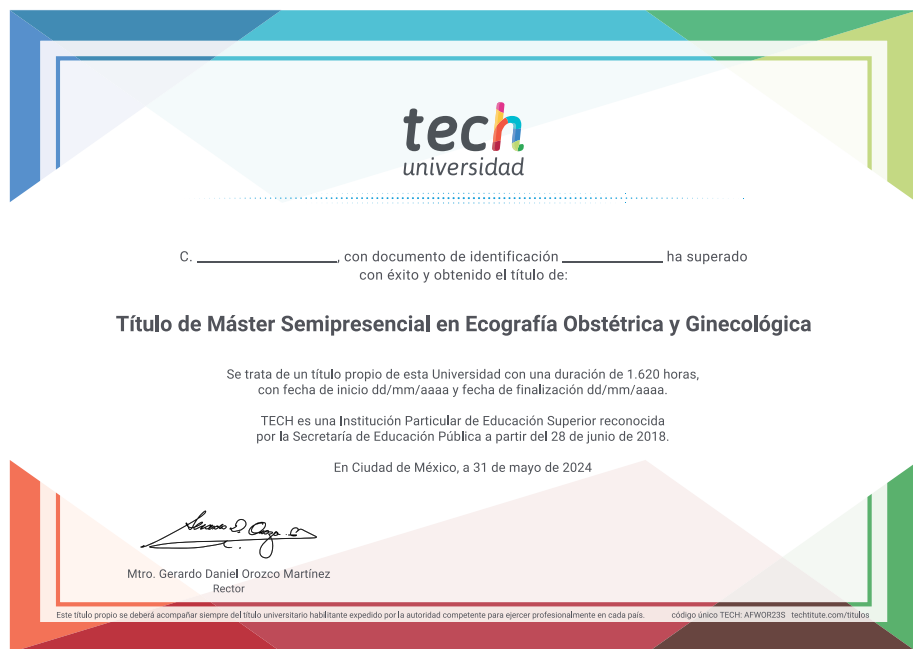 tech
universidad
C. ____________, con documento de identificación ____________ ha superado
con éxito y obtenido el título de:
Título de Máster Semipresencial en Ecografía Obstétrica y Ginecológica
Se trata de un título propio de esta Universidad con una duración de 1.620 horas,
con fecha de inicio dd/mm/aaaa y fecha de finalización dd/mm/aaaa.
TECH es una Institución Particular de Educación Superior reconocida
por la Secretaría de Educación Pública a partir del 28 de junio de 2018.
En Ciudad de México, a 31 de mayo de 2024
Mtro. Gerardo Daniel Orozco Martínez
Rector
Este título propio se deberá acompañar siempre del título universitario habilitante expedido por la autoridad competente para ejercer profesionalmente en cada país. código único TECH: AFWOR23S techtitute.com/titulos